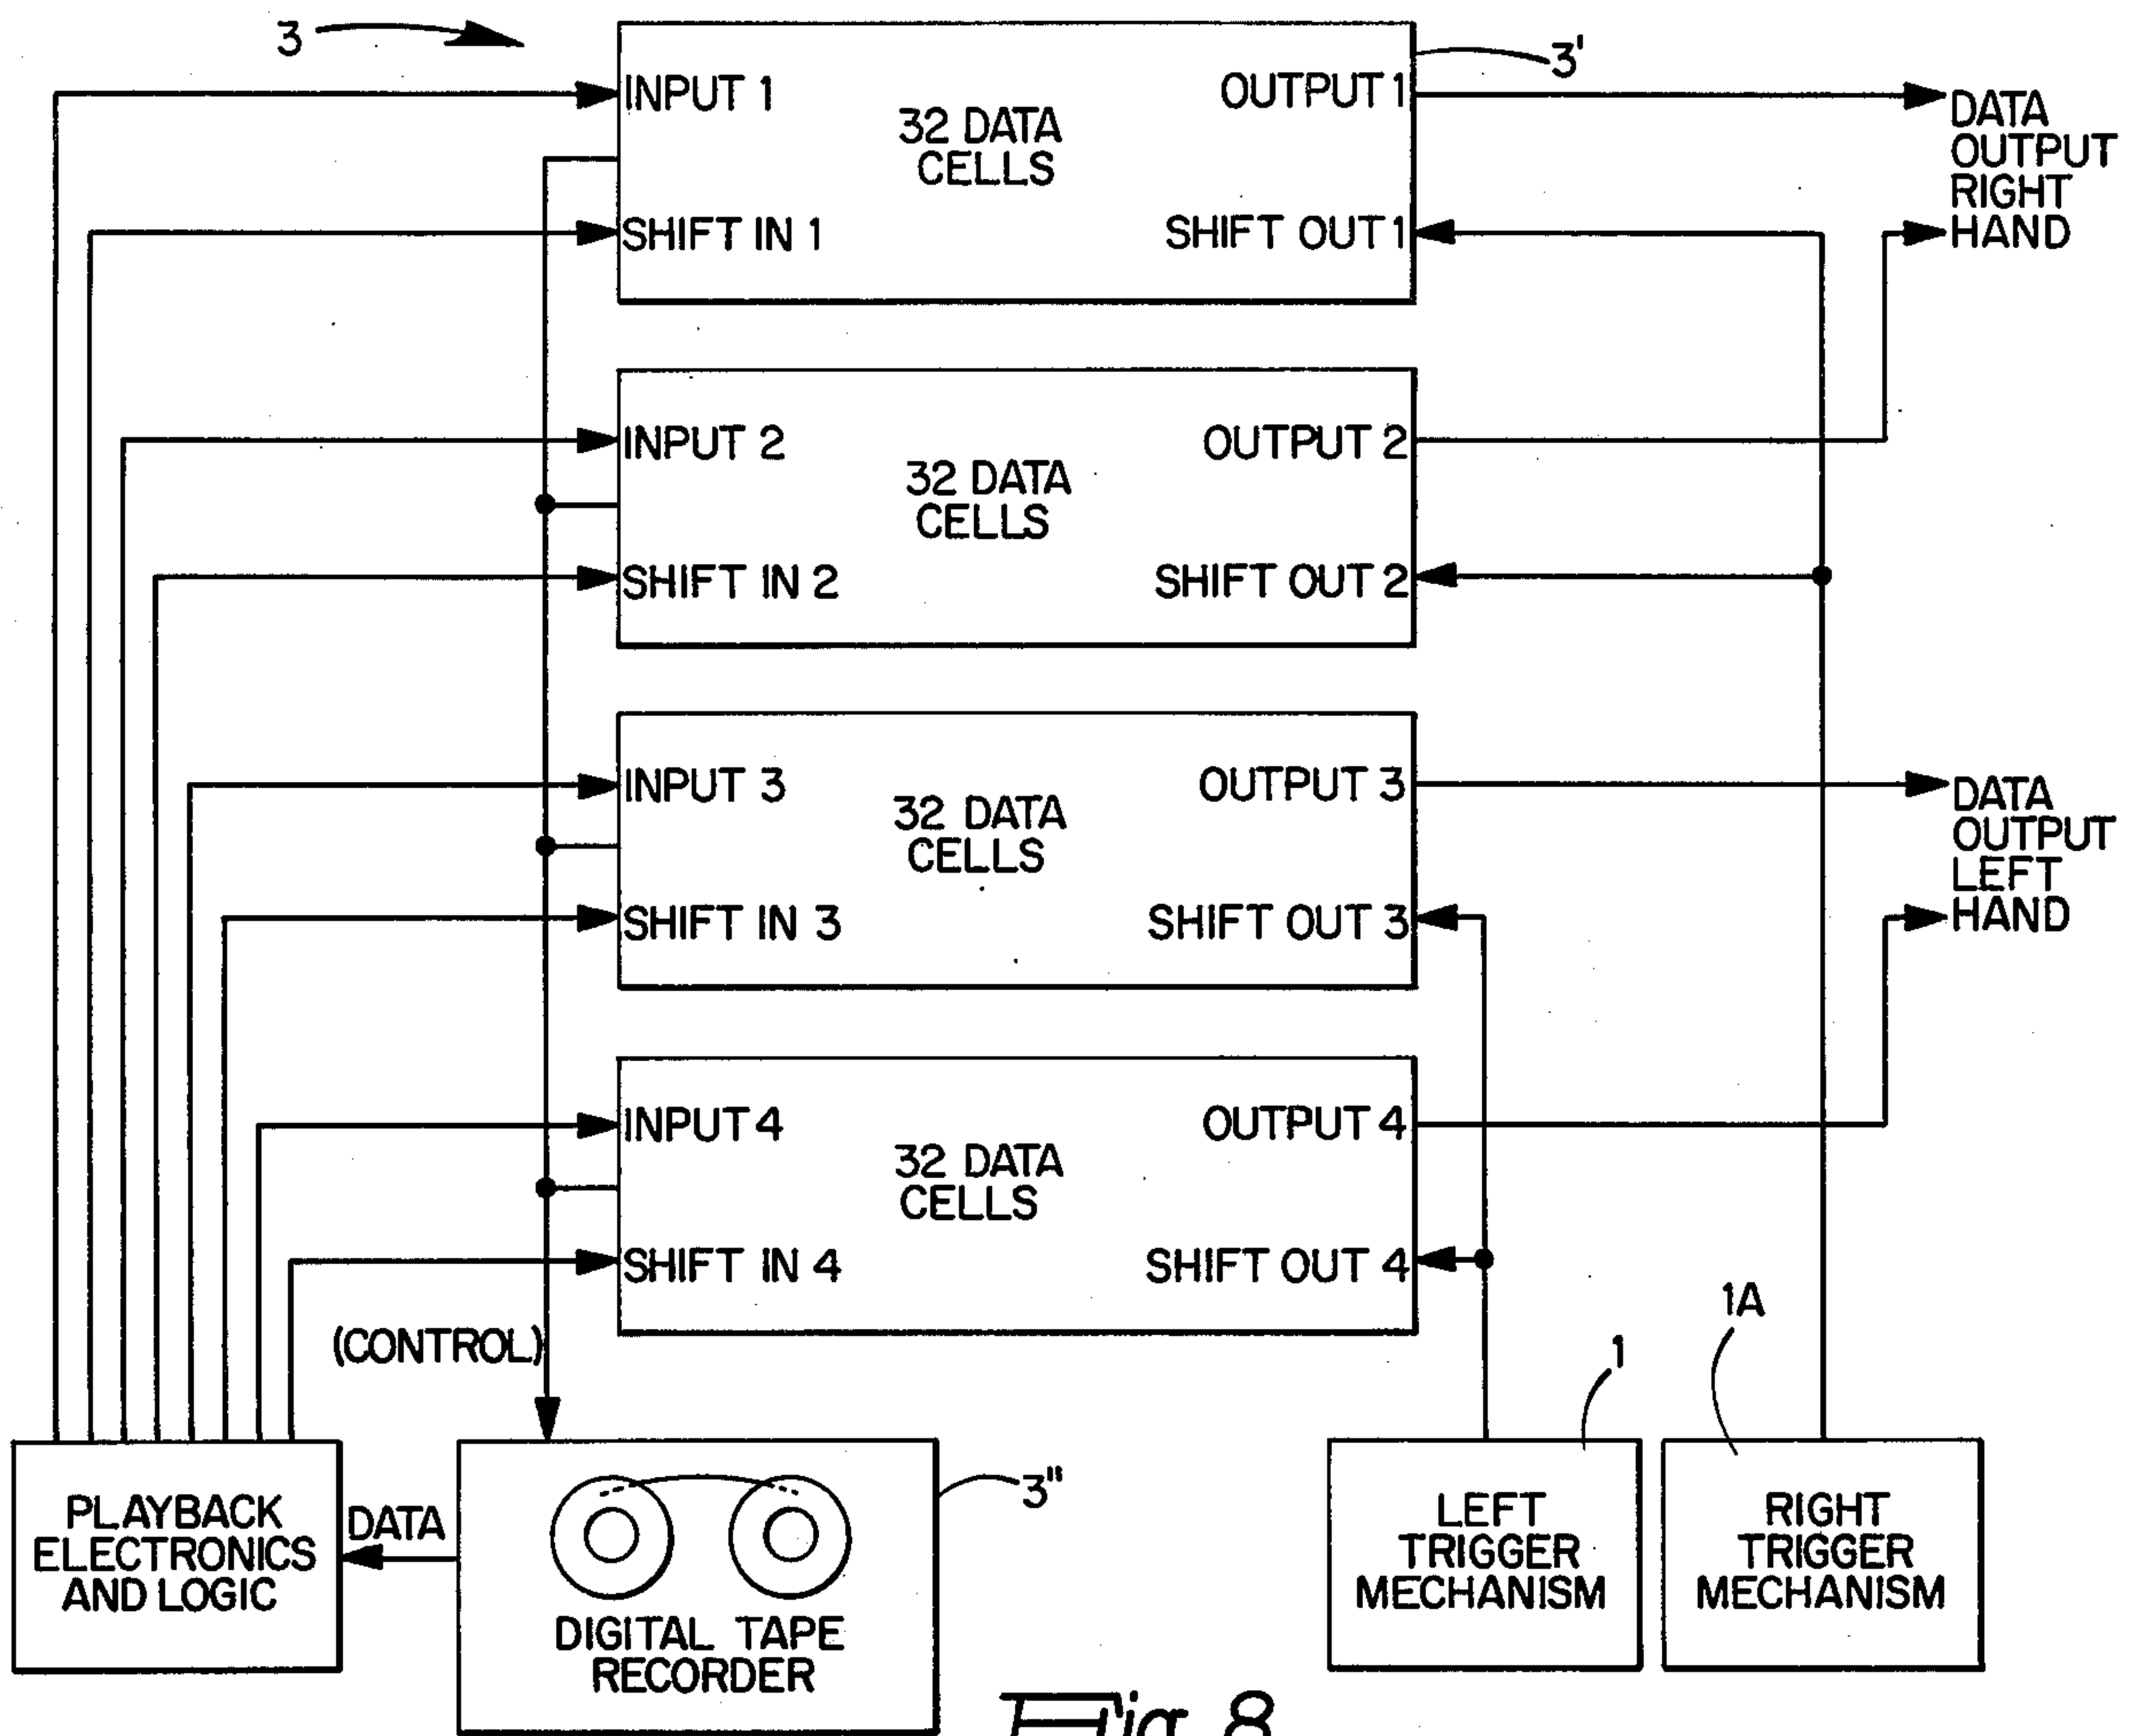 3
3'
INPUT 1
OUTPUT 1
32 DATA
CELLS
SHIFT IN 1
SHIFT OUT 1
DATA
OUTPUT
RIGHT
HAND
INPUT 2
OUTPUT 2
32 DATA
CELLS
SHIFT IN 2
SHIFT OUT 2
INPUT 3
OUTPUT 3
32 DATA
CELLS
SHIFT IN 3
SHIFT OUT 3
DATA
OUTPUT
LEFT
HAND
INPUT 4
OUTPUT 4
32 DATA
CELLS
SHIFT IN 4
SHIFT OUT 4
(CONTROL)
1
1A
PLAYBACK
ELECTRONICS
AND LOGIC
DATA
3"
DIGITAL TAPE
RECORDER
LEFT
TRIGGER
MECHANISM
RIGHT
TRIGGER
MECHANISM
Fig. 8